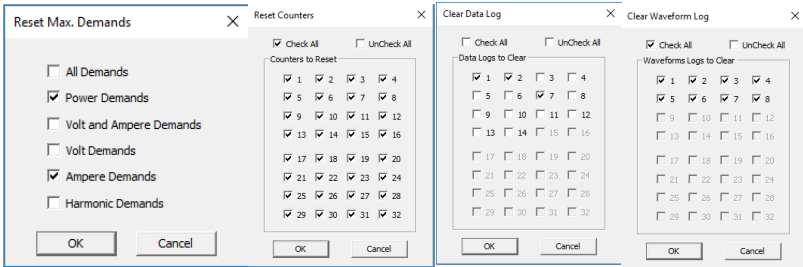 Reset Max. Demands
All Demands
Power Demands
Volt and Ampere Demands
Volt Demands
Ampere Demands
Harmonic Demands
OK Cancel
Reset Counters
Check All UnCheck All
Counters to Reset
1 2 3 4
5 6 7 8
9 10 11 12
13 14 15 16
17 18 19 20
21 22 23 24
25 26 27 28
29 30 31 32
OK Cancel
Clear Data Log
Check All UnCheck All
Data Logs to Clear
1 2 3 4
5 6 7 8
9 10 11 12
13 14 15 16
17 18 19 20
21 22 23 24
25 26 27 28
29 30 31 32
OK Cancel
Clear Waveform Log
Check All UnCheck All
Waveforms Logs to Clear
1 2 3 4
5 6 7 8
9 10 11 12
13 14 15 16
17 18 19 20
21 22 23 24
25 26 27 28
29 30 31 32
OK Cancel